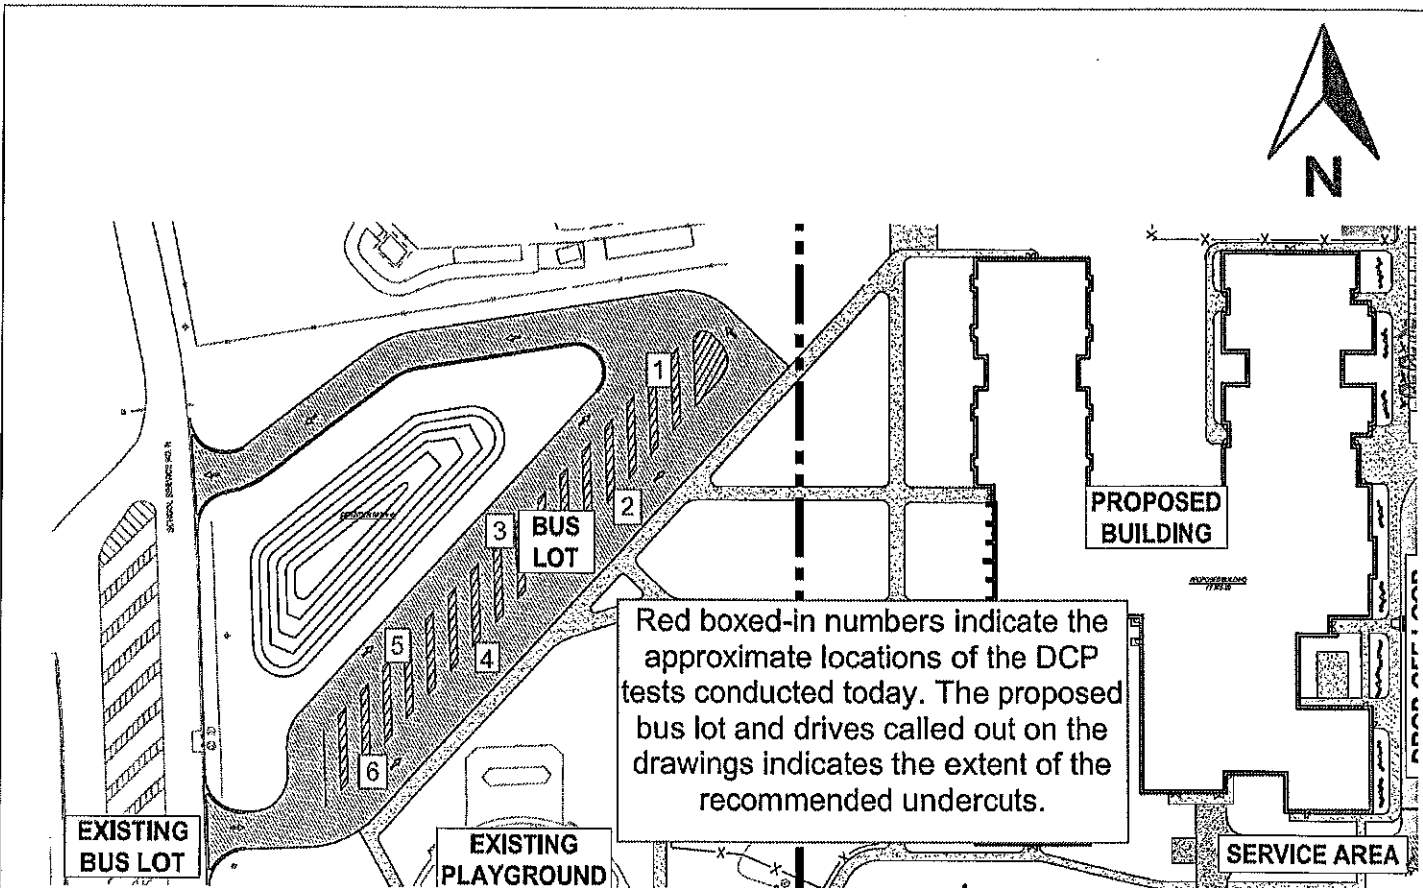 N
1
2
3
BUS
LOT
PROPOSED
BUILDING
5
4
6
Red boxed-in numbers indicate the
approximate locations of the DCP
tests conducted today. The proposed
bus lot and drives called out on the
drawings indicates the extent of the
recommended undercuts.
EXISTING
BUS LOT
EXISTING
PLAYGROUND
SERVICE AREA